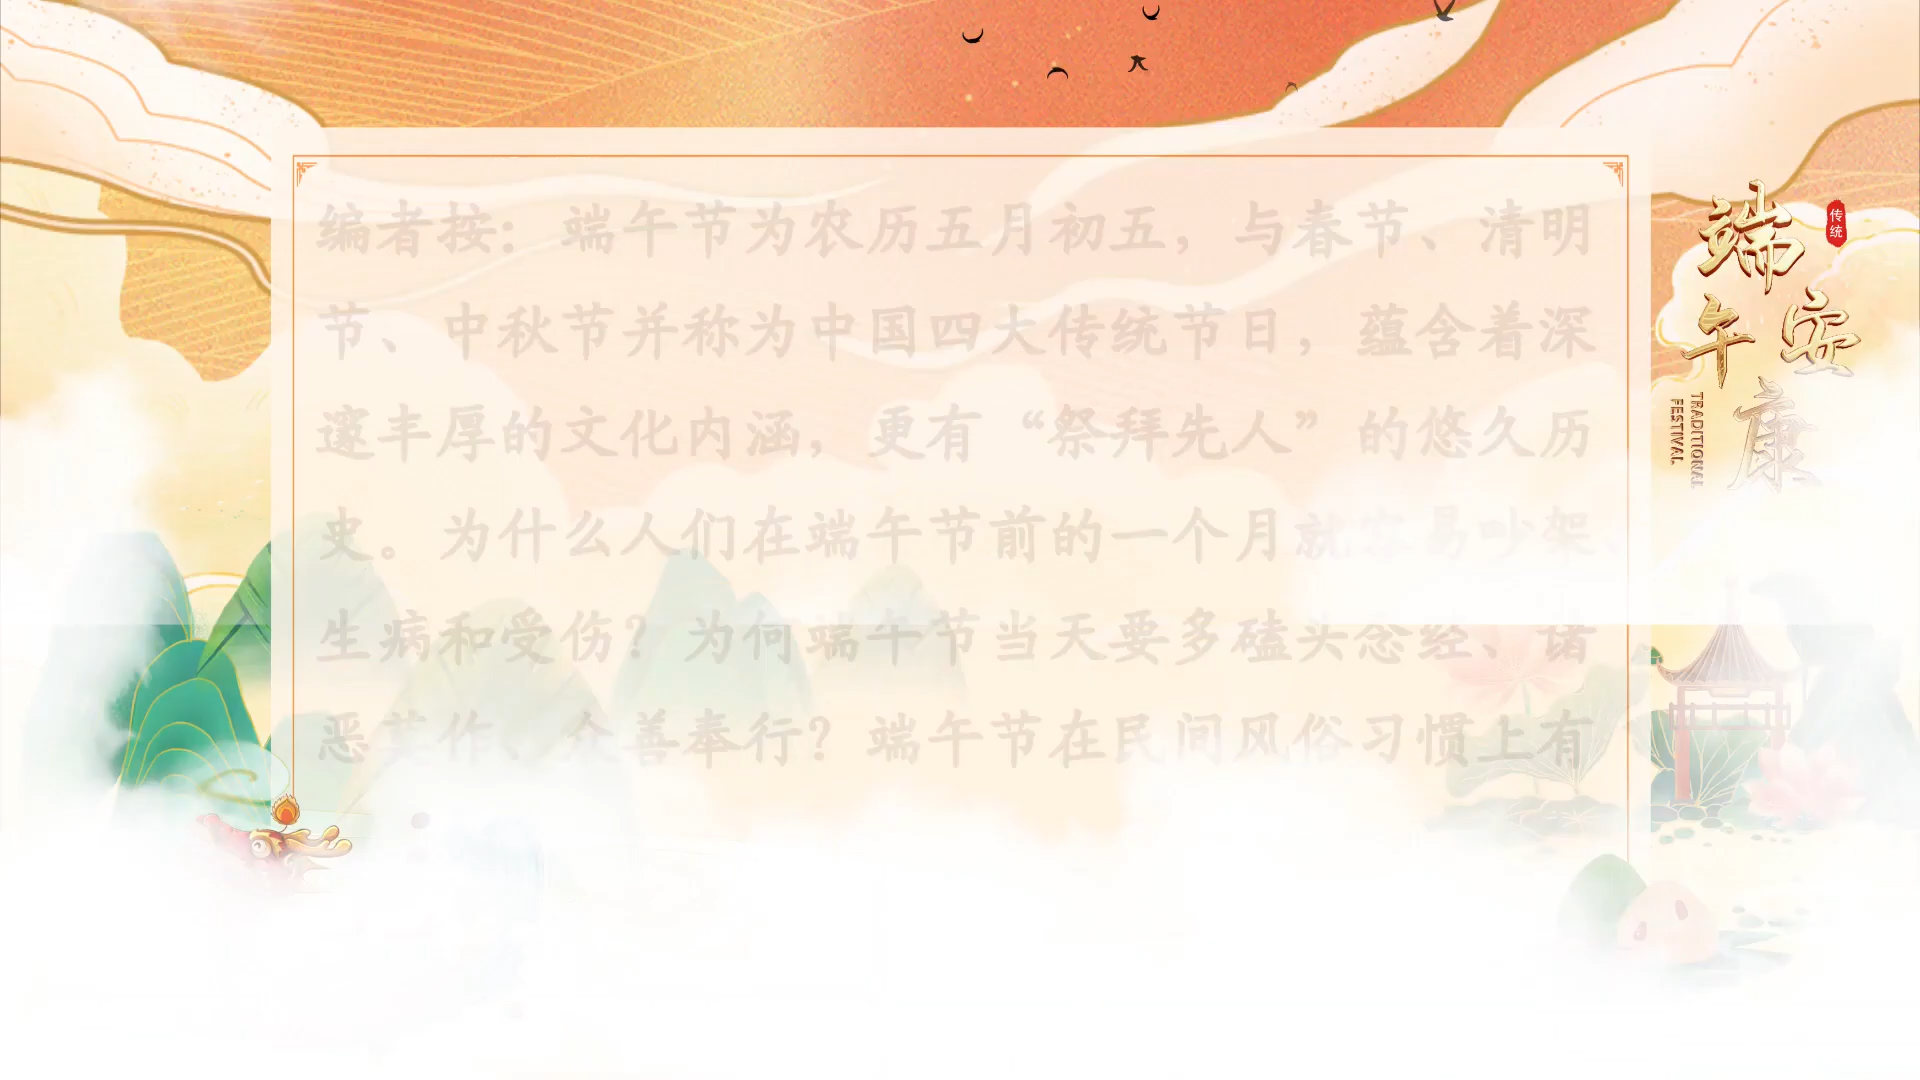 编者按：端午节为农历五月初五，与春节、清明
节、中秋节并称为中国四大传统节日，蕴含着深
邃丰厚的文化内涵，更有“祭拜先人”的悠久历
史。为什么人们在端午节前的一个月就容易吵架、
生病和受伤？为何端午节当天要多磕头念经、诸
恶莫作、众善奉行？端午节在民间风俗习惯上有
端午
安康
传统
TRADITIONAL
FESTIVAL